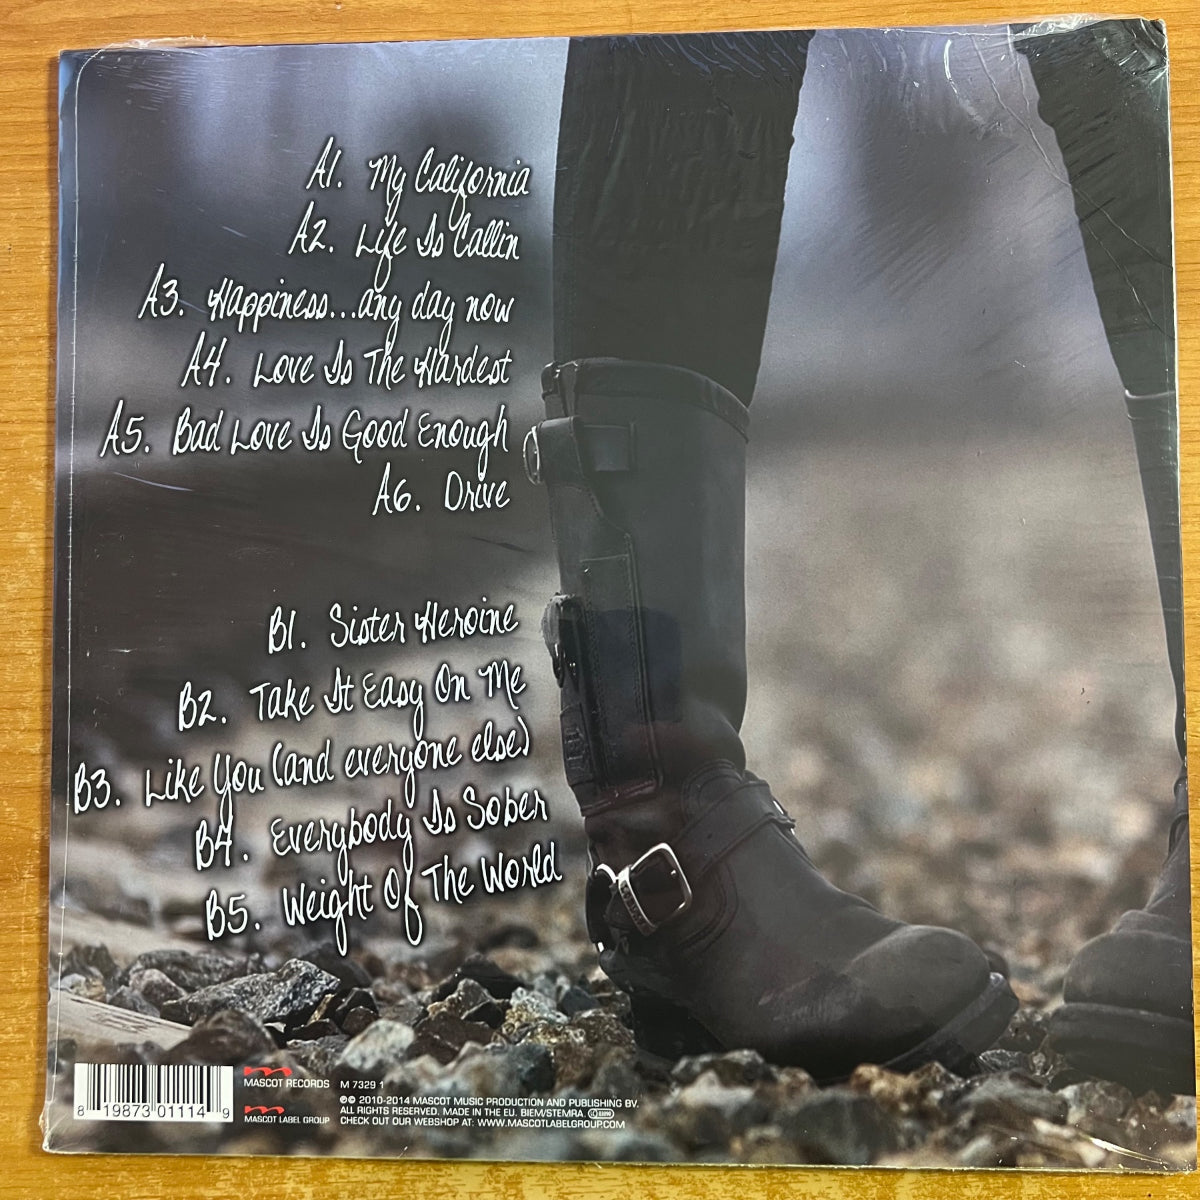 A1. My California
A2. Life Is Callin
A3. Happiness...any day now
A4. Love Is The Hardest
A5. Bad Love Is Good Enough
A6. Drive
B1. Sister Heroine
B2. Take It Easy On Me
B3. Like You (and everyone else)
B4. Everybody Is Sober
B5. Weight Of The World
8 19873 01114 9
MASCOT RECORDS
MASCOT LABEL GROUP
M 7329 1
℗© 2010-2014 MASCOT MUSIC PRODUCTION AND PUBLISHING BV.
ALL RIGHTS RESERVED. MADE IN THE EU. BIEM/STEMRA.
CHECK OUT OUR WEBSHOP AT: WWW.MASCOTLABELGROUP.COM